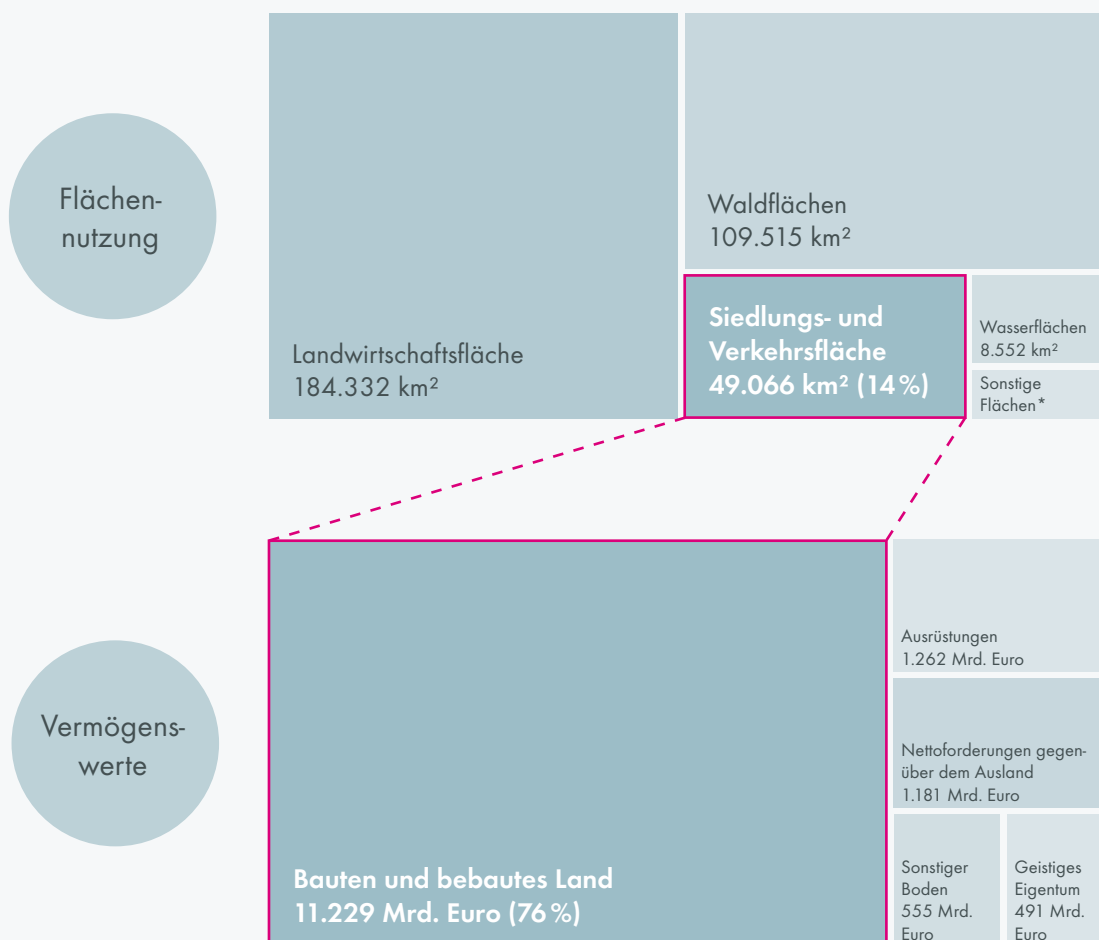 Flächen-
nutzung
Landwirtschaftsfläche
184.332 km²
Waldflächen
109.515 km²
Siedlungs- und
Verkehrsfläche
49.066 km² (14 %)
Wasserflächen
8.552 km²
Sonstige
Flächen*
Vermögens-
werte
Bauten und bebautes Land
11.229 Mrd. Euro (76 %)
Ausrüstungen
1.262 Mrd. Euro
Nettoforderungen gegen-
über dem Ausland
1.181 Mrd. Euro
Sonstiger
Boden
555 Mrd.
Euro
Geistiges
Eigentum
491 Mrd.
Euro